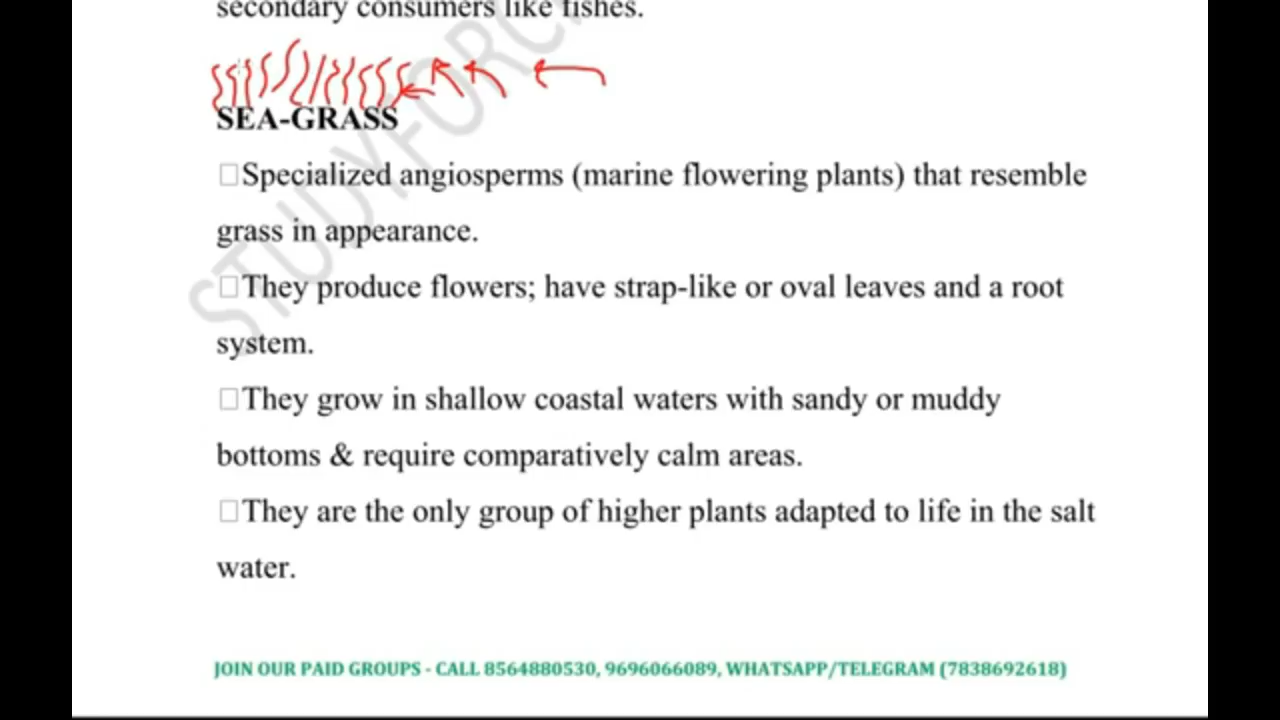 secondary consumers like fishes.
SEA-GRASS
Specialized angiosperms (marine flowering plants) that resemble
grass in appearance.
They produce flowers; have strap-like or oval leaves and a root
system.
They grow in shallow coastal waters with sandy or muddy
bottoms & require comparatively calm areas.
They are the only group of higher plants adapted to life in the salt
water.
STUDYFORC
JOIN OUR PAID GROUPS - CALL 8564880530, 9696066089, WHATSAPP/TELEGRAM (7838692618)